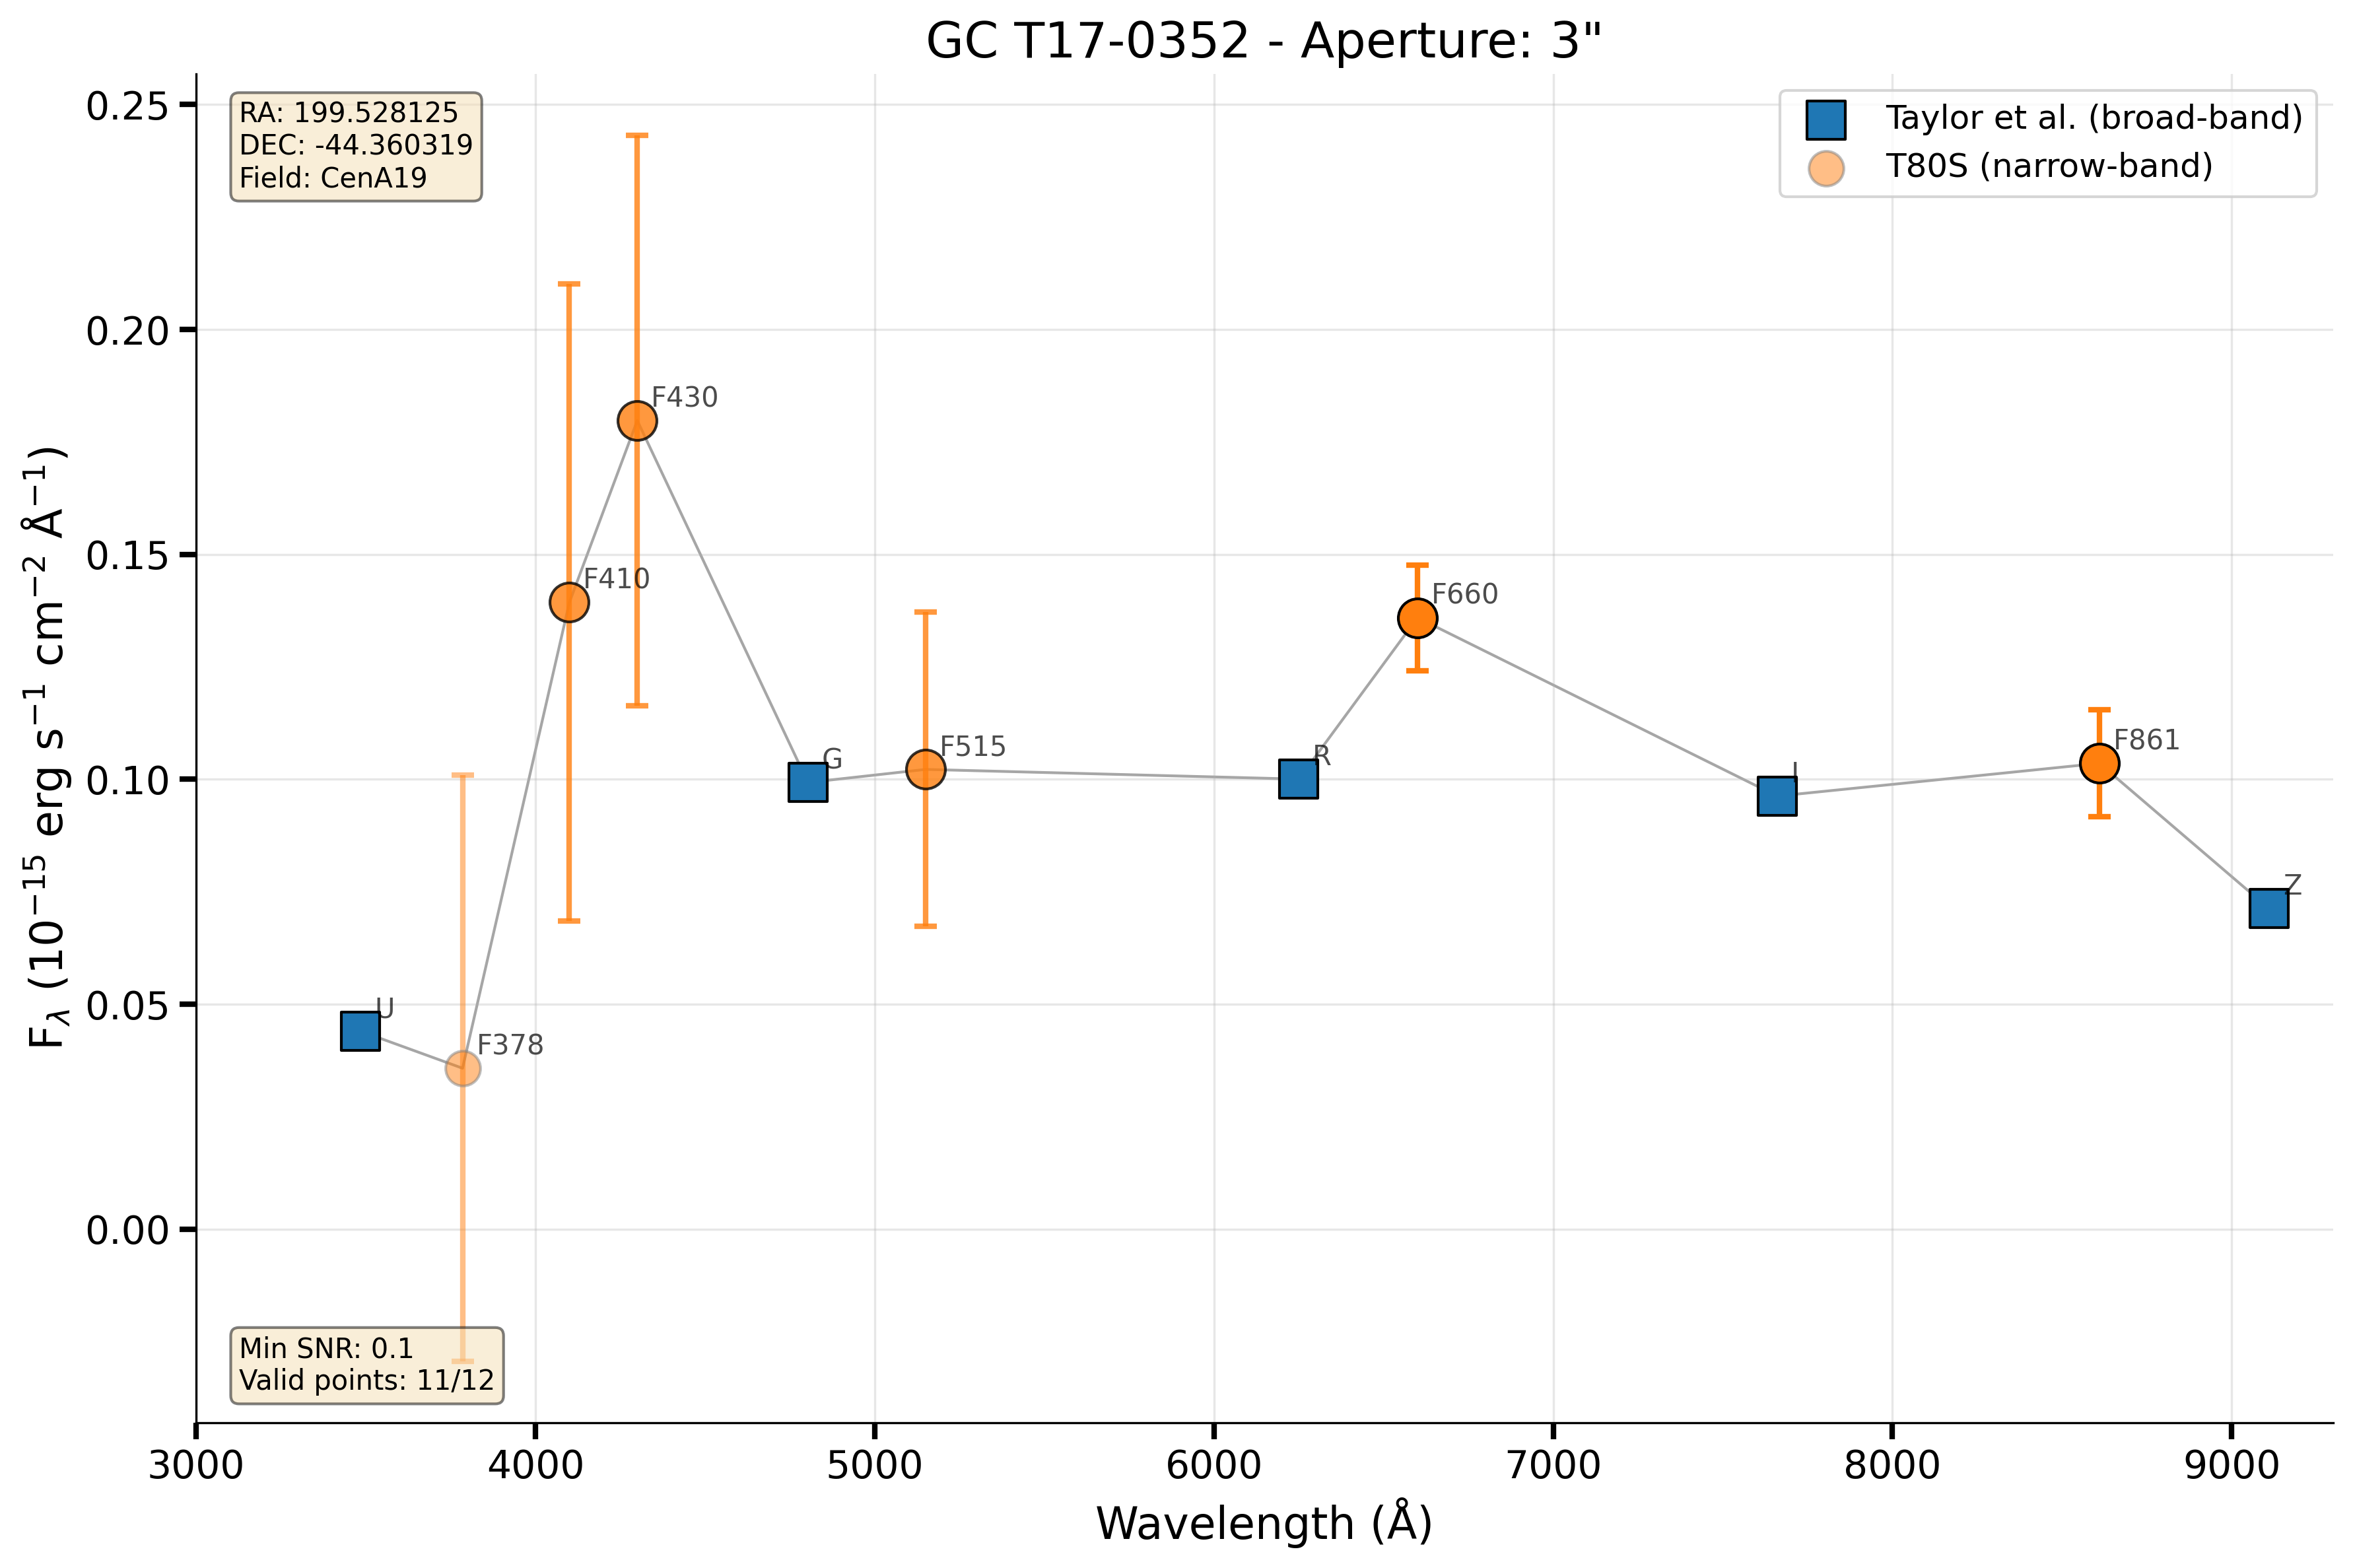 GC T17-0352 - Aperture: 3"
RA: 199.528125
DEC: -44.360319
Field: CenA19
Taylor et al. (broad-band)
T80S (narrow-band)
0.25
0.20
0.15
0.10
0.05
0.00
F_λ (10⁻¹⁵ erg s⁻¹ cm⁻² Å⁻¹)
U
F378
F410
F430
G
F515
R
F660
I
F861
Z
Min SNR: 0.1
Valid points: 11/12
3000 4000 5000 6000 7000 8000 9000
Wavelength (Å)